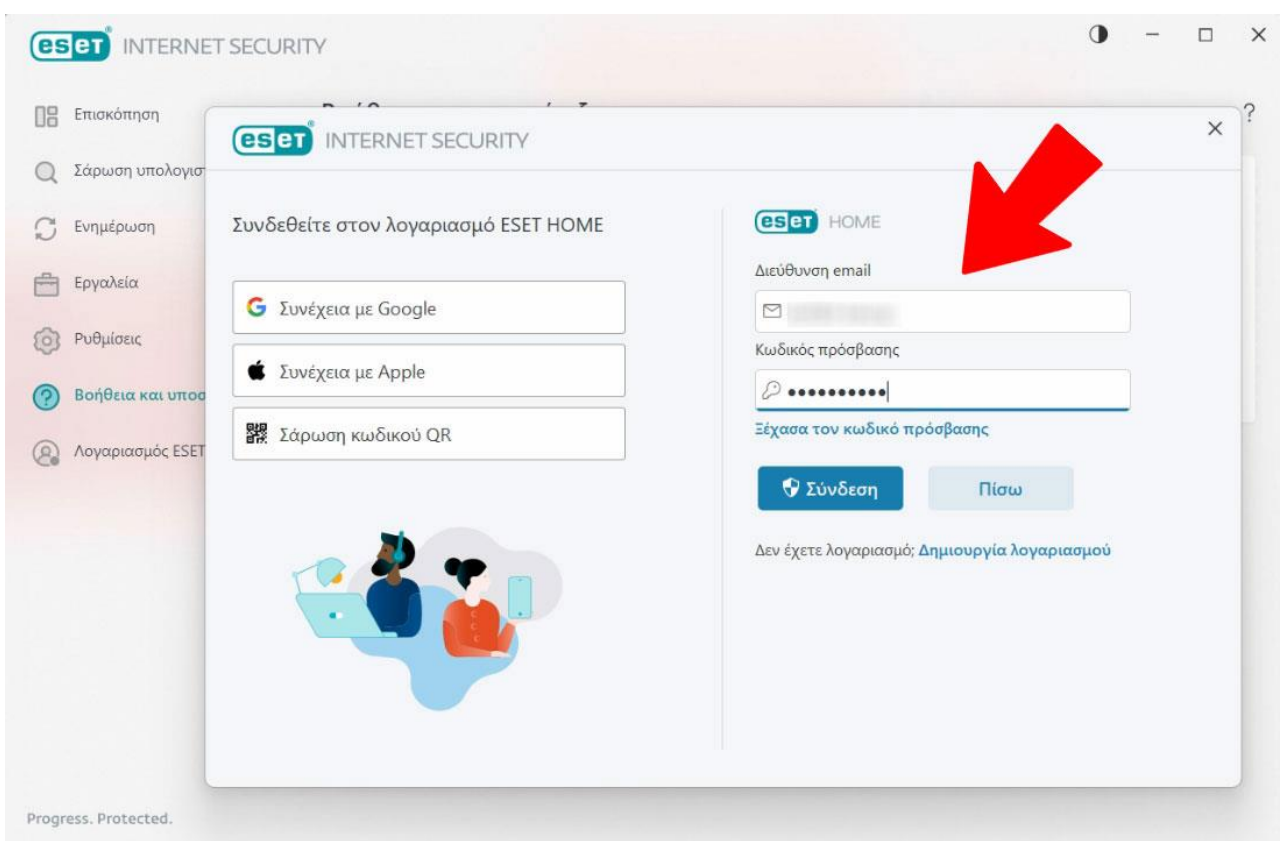 eset INTERNET SECURITY
Επισκόπηση
Σάρωση
Ενημέρωση
Εργαλεία
Ρυθμίσεις
Βοήθεια και
Λογαριασμός ESET
?
eset INTERNET SECURITY
Συνδεθείτε στον λογαριασμό ESET HOME
Συνέχεια με Google
Συνέχεια με Apple
Σάρωση κωδικού QR
eset HOME
Διεύθυνση email
Κωδικός πρόσβασης
••••••••••
Ξέχασα τον κωδικό πρόσβασης
Σύνδεση
Πίσω
Δεν έχετε λογαριασμό; Δημιουργία λογαριασμού
Progress. Protected.